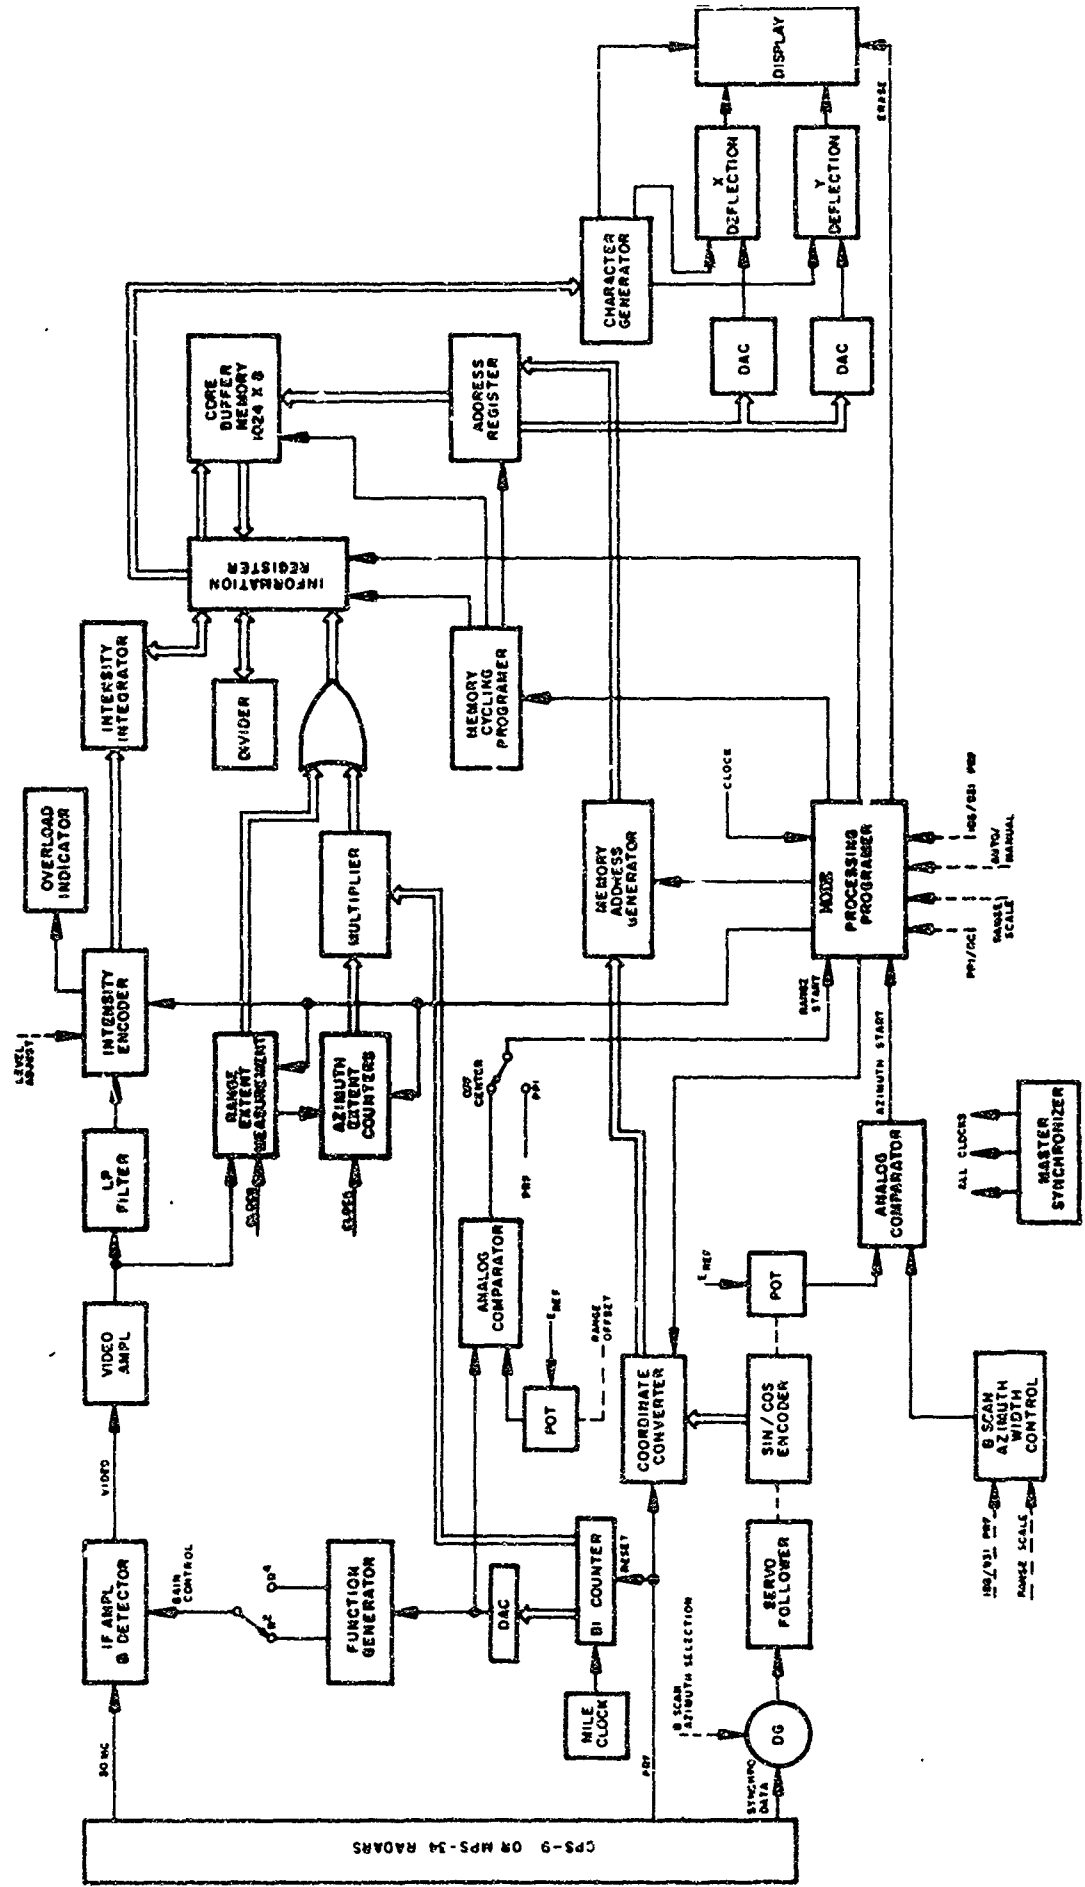 CPS-9 OR MPS-34 RADARS
IF AMPL
& DETECTOR
VIDEO
VIDEO
AMPL
LP
FILTER
LEVEL
ADJUST
INTENSITY
ENCODER
OVERLOAD
INDICATOR
INTENSITY
INTEGRATOR
GAIN
CONTROL
R²
FUNCTION
GENERATOR
DAC
BI COUNTER
RESET
MILE
CLOCK
PRF
RANGE
EXTENT
MEASUREMENT
AZIMUTH
EXTENT
COUNTERS
MULTIPLIER
DIVIDER
INFORMATION
REGISTER
CORE
BUFFER
MEMORY
1024 X 8
ANALOG
COMPARATOR
OFF
CENTER
PPI
PRF
POT
E REF
RANGE
OFFSET
MEMORY
CYCLING
PROGRAMER
ADDRESS
REGISTER
COORDINATE
CONVERTER
MEMORY
ADDRESS
GENERATOR
CHARACTER
GENERATOR
B SCAN
AZIMUTH SELECTION
SYNCHRO
DATA
DG
SERVO
FOLLOWER
SIN/COS
ENCODER
POT
E REF
ANALOG
COMPARATOR
AZIMUTH START
RANGE
START
CLOCK
MODE
PROCESSING
PROGRAMER
RANGE
SCALE
AUTO/
MANUAL
DAC
DAC
X
DEFLECTION
Y
DEFLECTION
DISPLAY
ERASE
B SCAN
AZIMUTH
WIDTH
CONTROL
RANGE SCALE
ALL CLOCKS
MASTER
SYNCHRONIZER